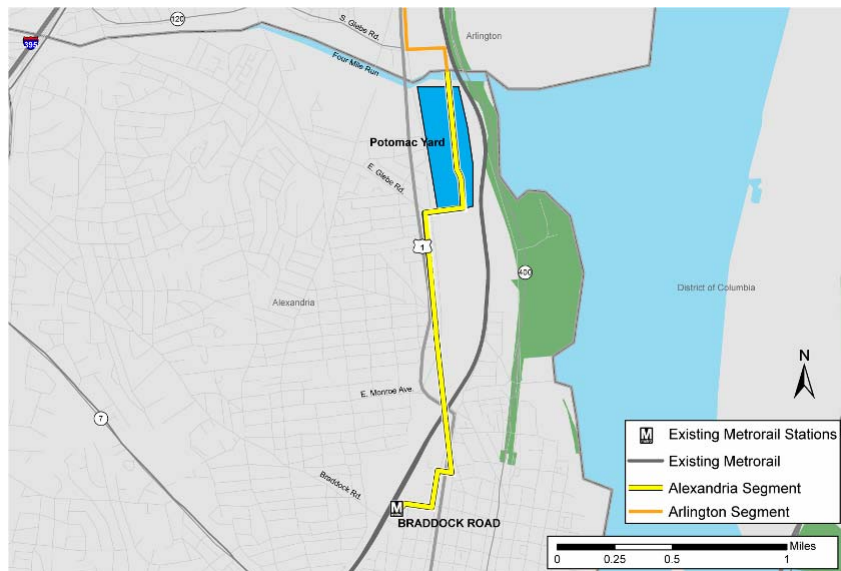 120
S. Glebe Rd.
Arlington
395
Four Mile Run
Potomac Yard
E. Glebe Rd.
1
400
Alexandria
District of Columbia
N
E. Monroe Ave.
7
Braddock Rd.
M
BRADDOCK ROAD
M Existing Metrorail Stations
Existing Metrorail
Alexandria Segment
Arlington Segment
Miles
0 0.25 0.5 1